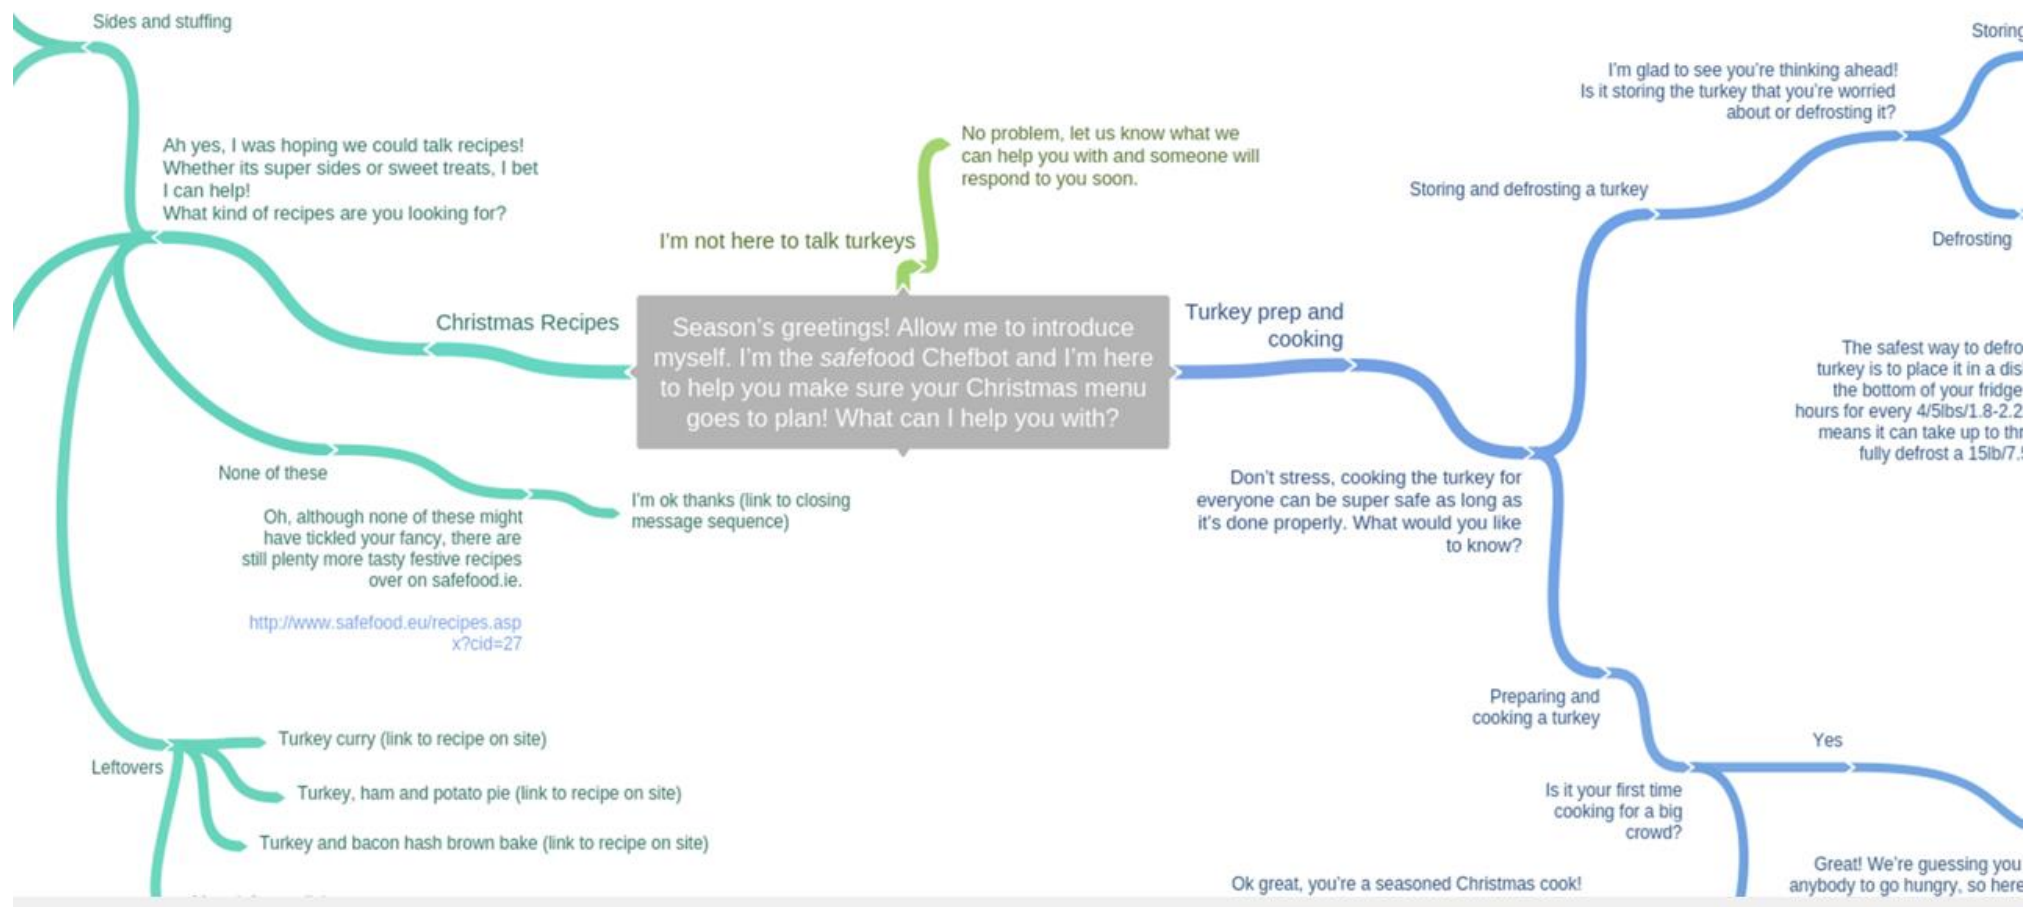 Sides and stuffing
Ah yes, I was hoping we could talk recipes!
Whether its super sides or sweet treats, I bet
I can help!
What kind of recipes are you looking for?
Christmas Recipes
None of these
Oh, although none of these might
have tickled your fancy, there are
still plenty more tasty festive recipes
over on safefood.ie.
http://www.safefood.eu/recipes.asp
x?cid=27
I'm ok thanks (link to closing
message sequence)
Leftovers
Turkey curry (link to recipe on site)
Turkey, ham and potato pie (link to recipe on site)
Turkey and bacon hash brown bake (link to recipe on site)
No problem, let us know what we
can help you with and someone will
respond to you soon.
I'm not here to talk turkeys
Season's greetings! Allow me to introduce
myself. I'm the safefood Chefbot and I'm here
to help you make sure your Christmas menu
goes to plan! What can I help you with?
Turkey prep and
cooking
Don't stress, cooking the turkey for
everyone can be super safe as long as
it's done properly. What would you like
to know?
Storing and defrosting a turkey
I'm glad to see you're thinking ahead!
Is it storing the turkey that you're worried
about or defrosting it?
Storing
Defrosting
The safest way to defro
turkey is to place it in a dis
the bottom of your fridge
hours for every 4/5lbs/1.8-2.2
means it can take up to thr
fully defrost a 15lb/7.
Preparing and
cooking a turkey
Is it your first time
cooking for a big
crowd?
Yes
Great! We're guessing you
anybody to go hungry, so here
Ok great, you're a seasoned Christmas cook!